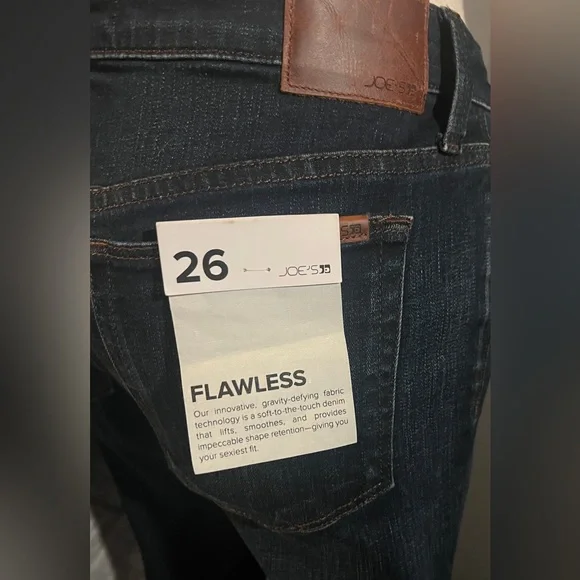 JOE'S
26 JOE'S
FLAWLESS
Our innovative, gravity-defying fabric
technology is a soft-to-the-touch denim
that lifts, smoothes, and provides
impeccable shape retention—giving you
your sexiest fit.